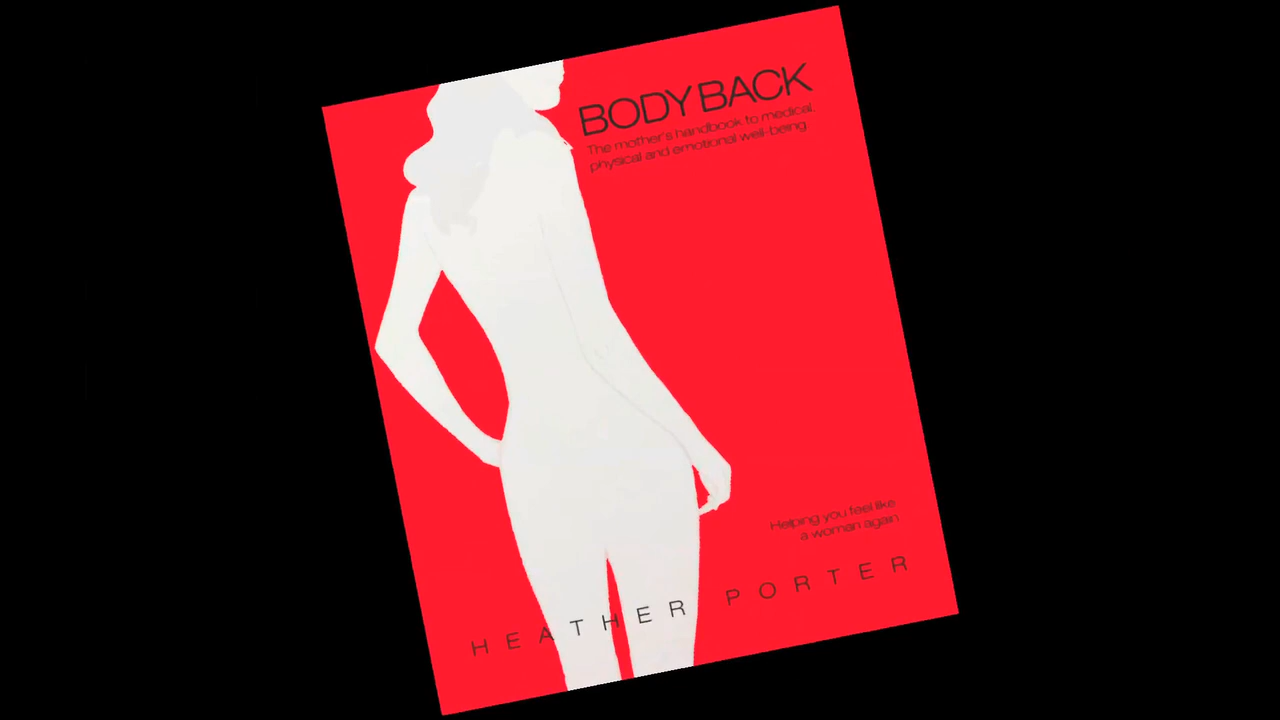 BODY BACK
The mother's handbook to medical,
physical and emotional well-being
Helping you feel like
a woman again
HEATHER PORTER